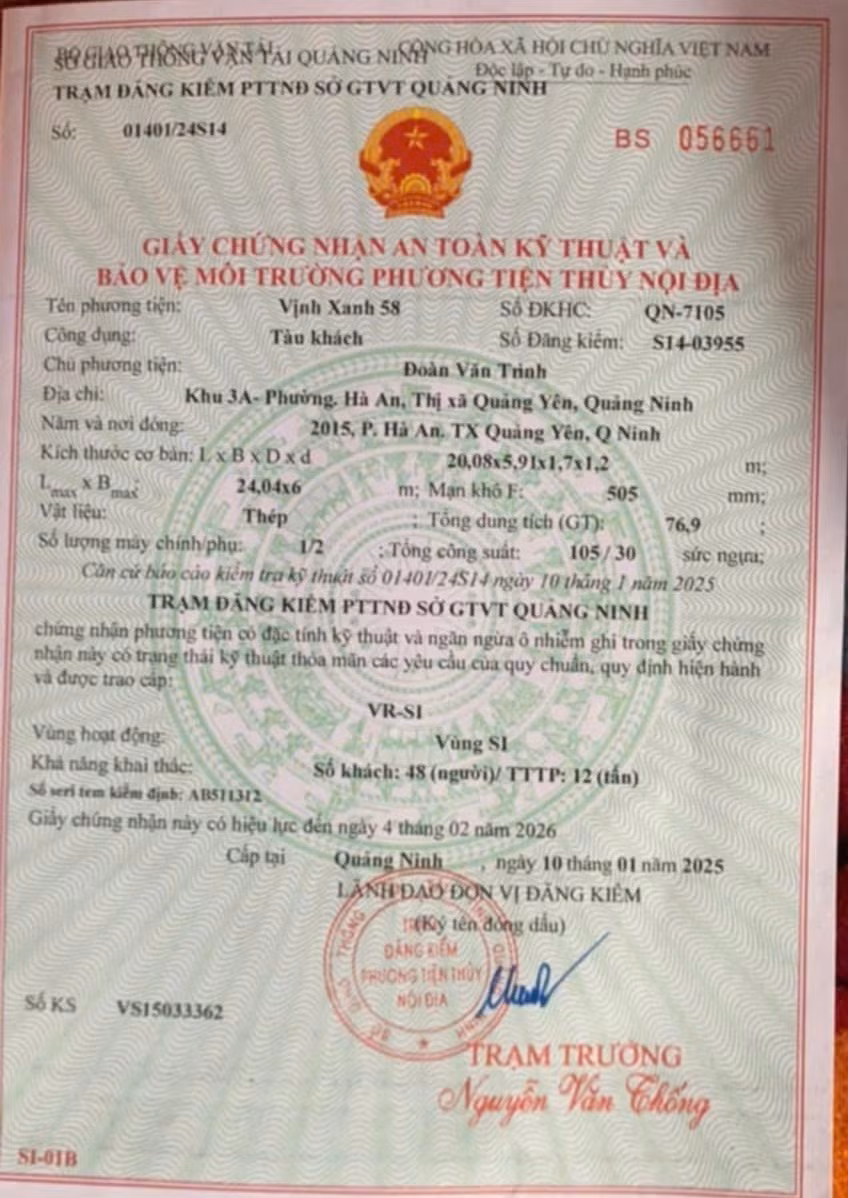 BỘ GIAO THÔNG VẬN TẢI
SỞ GIAO THÔNG VẬN TẢI QUẢNG NINH
CỘNG HÒA XÃ HỘI CHỦ NGHĨA VIỆT NAM
Độc lập - Tự do - Hạnh phúc
TRẠM ĐĂNG KIỂM PTTNĐ SỞ GTVT QUẢNG NINH
Số: 01401/24S14
BS 056661
GIẤY CHỨNG NHẬN AN TOÀN KỸ THUẬT VÀ
BẢO VỆ MÔI TRƯỜNG PHƯƠNG TIỆN THỦY NỘI ĐỊA
Tên phương tiện: Vịnh Xanh 58 Số ĐKHC: QN-7105
Công dụng: Tàu khách Số Đăng kiểm: S14-03955
Chủ phương tiện: Đoàn Văn Trình
Địa chỉ: Khu 3A- Phường. Hà An, Thị xã Quảng Yên, Quảng Ninh
Năm và nơi đóng: 2015, P. Hà An. TX Quảng Yên, Q Ninh
Kích thước cơ bản: L x B x D x d 20,08x5,91x1,7x1,2 m;
Lmax x Bmax: 24,04x6 m; Mạn khô F: 505 mm;
Vật liệu: Thép ; Tổng dung tích (GT): 76,9 ;
Số lượng máy chính/phụ: 1/2 ; Tổng công suất: 105 / 30 sức ngựa;
Căn cứ báo cáo kiểm tra kỹ thuật số 01401/24S14 ngày 10 tháng 1 năm 2025
TRẠM ĐĂNG KIỂM PTTNĐ SỞ GTVT QUẢNG NINH
chứng nhận phương tiện có đặc tính kỹ thuật và ngăn ngừa ô nhiễm ghi trong giấy chứng
nhận này có trạng thái kỹ thuật thỏa mãn các yêu cầu của quy chuẩn, quy định hiện hành
và được trao cấp:
VR-SI
Vùng hoạt động: Vùng SI
Khả năng khai thác: Số khách: 48 (người)/ TTTP: 12 (tấn)
Số seri tem kiểm định: AB511312
Giấy chứng nhận này có hiệu lực đến ngày 4 tháng 02 năm 2026
Cấp tại Quảng Ninh , ngày 10 tháng 01 năm 2025
LÃNH ĐẠO ĐƠN VỊ ĐĂNG KIỂM
(Ký tên đóng dấu)
ĐĂNG KIỂM
PHƯƠNG TIỆN THỦY
NỘI ĐỊA
Số KS VS15033362
TRẠM TRƯỞNG
Nguyễn Văn Thống
SI-01B